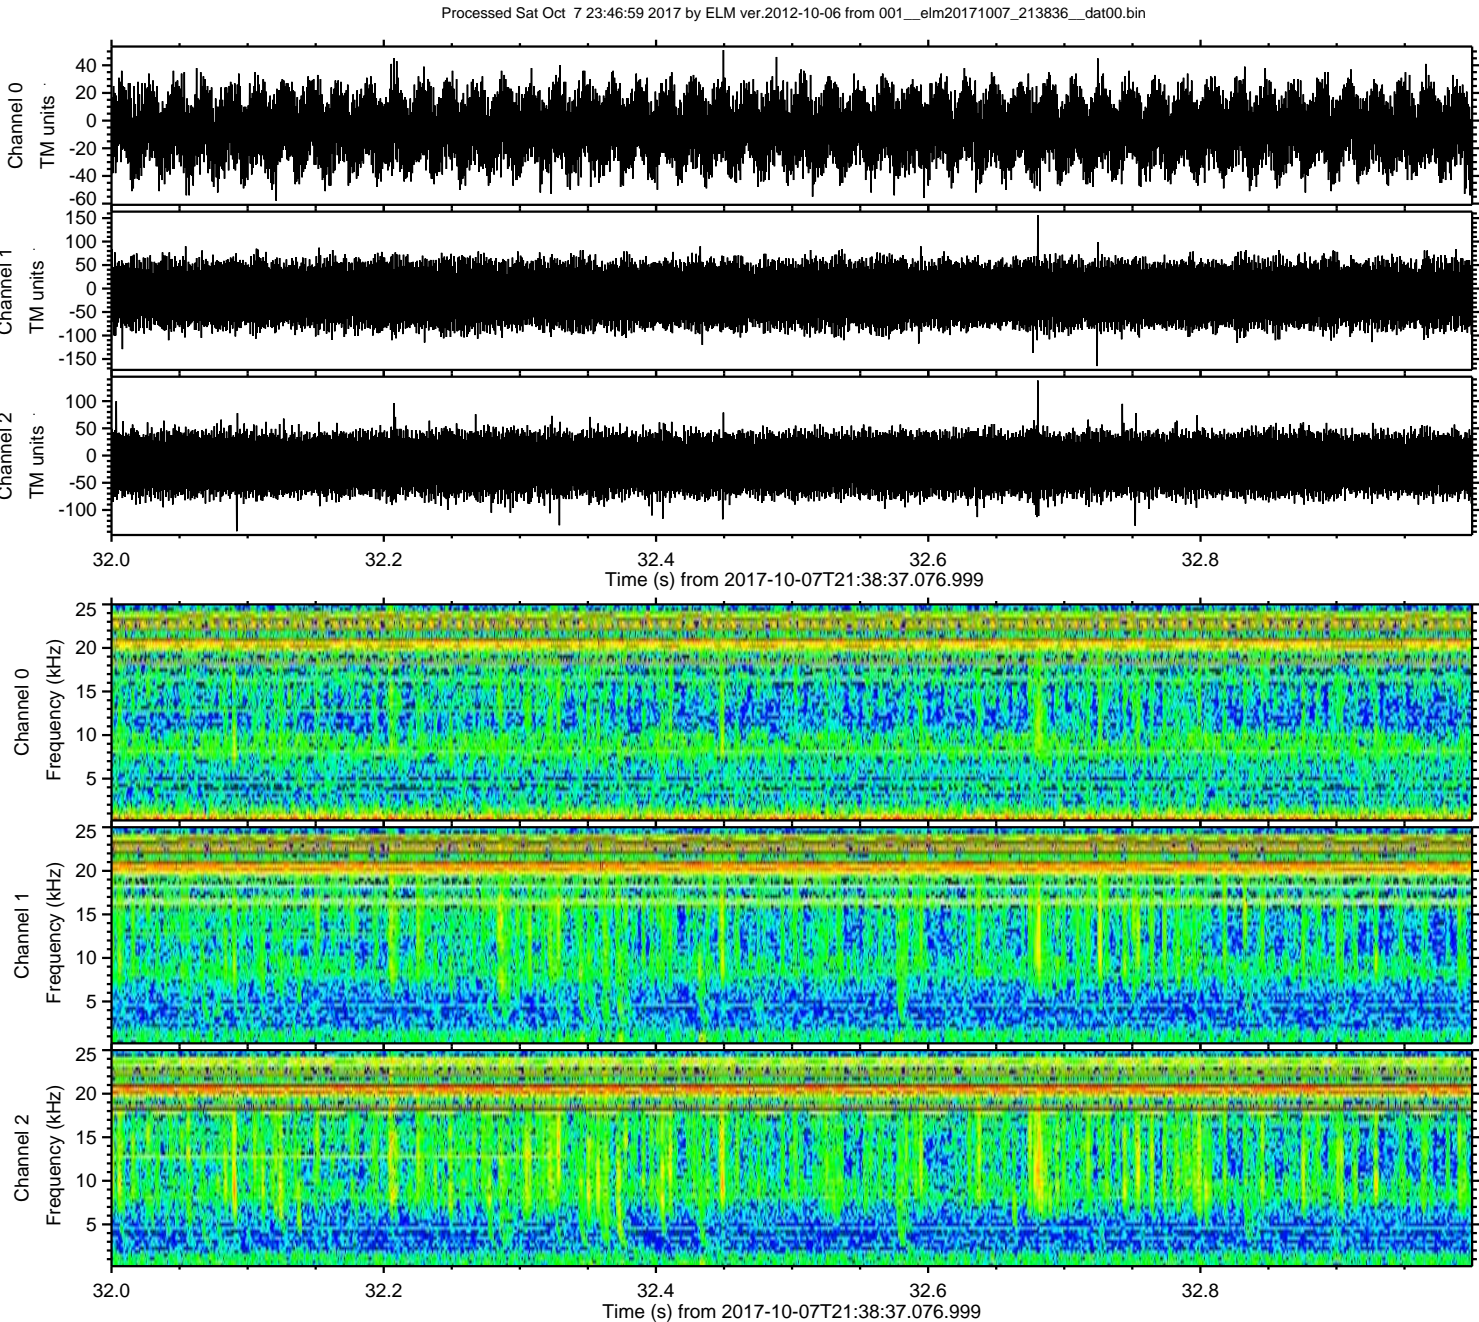 Processed Sat Oct 7 23:46:59 2017 by ELM ver.2012-10-06 from 001__elm20171007_213836__dat00.bin
Channel 0
TM units
40
20
0
-20
-40
-60
Channel 1
TM units
150
100
50
0
-50
-100
-150
Channel 2
TM units
100
50
0
-50
-100
32.0 32.2 32.4 32.6 32.8
Time (s) from 2017-10-07T21:38:37.076.999
Channel 0
Frequency (kHz)
25
20
15
10
5
Channel 1
Frequency (kHz)
25
20
15
10
5
Channel 2
Frequency (kHz)
25
20
15
10
5
32.0 32.2 32.4 32.6 32.8
Time (s) from 2017-10-07T21:38:37.076.999